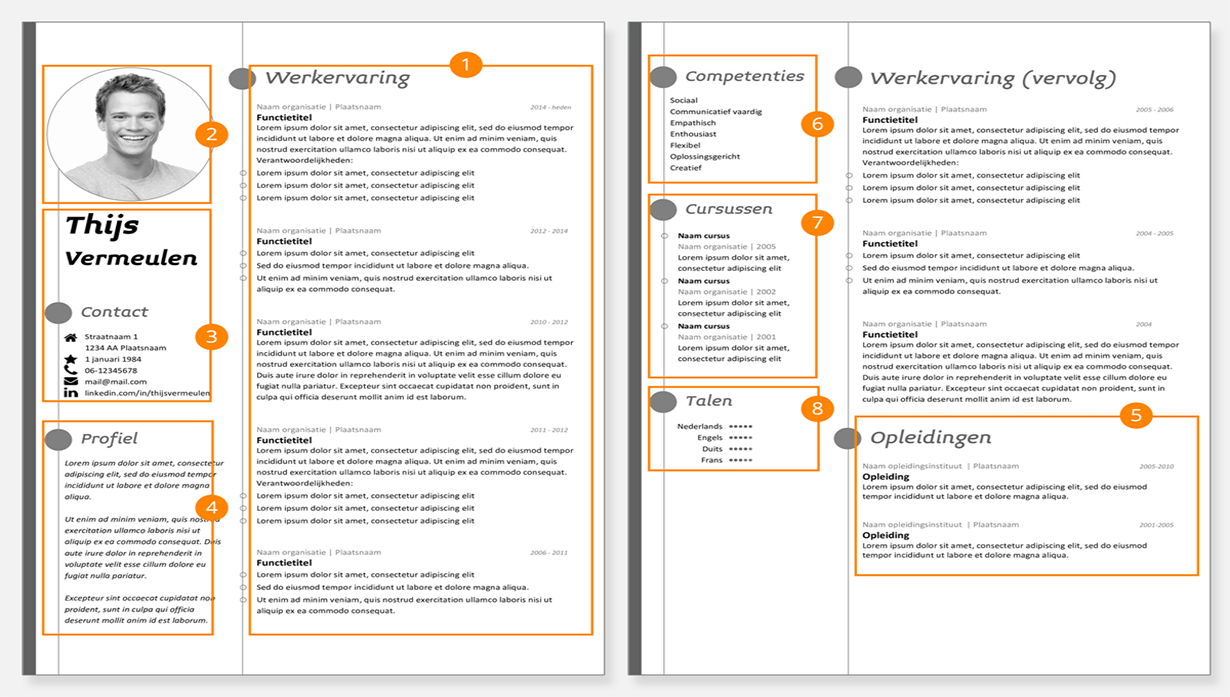 1
Werkervaring
Naam organisatie | Plaatsnaam 2014 - heden
Functietitel
Lorem ipsum dolor sit amet, consectetur adipiscing elit, sed do eiusmod tempor
incididunt ut labore et dolore magna aliqua. Ut enim ad minim veniam, quis
nostrud exercitation ullamco laboris nisi ut aliquip ex ea commodo consequat.
Verantwoordelijkheden:
Lorem ipsum dolor sit amet, consectetur adipiscing elit
Lorem ipsum dolor sit amet, consectetur adipiscing elit
Lorem ipsum dolor sit amet, consectetur adipiscing elit
Naam organisatie | Plaatsnaam 2012 - 2014
Functietitel
Lorem ipsum dolor sit amet, consectetur adipiscing elit
Sed do eiusmod tempor incididunt ut labore et dolore magna aliqua.
Ut enim ad minim veniam, quis nostrud exercitation ullamco laboris nisi ut
aliquip ex ea commodo consequat.
Naam organisatie | Plaatsnaam 2010 - 2012
Functietitel
Lorem ipsum dolor sit amet, consectetur adipiscing elit, sed do eiusmod tempor
incididunt ut labore et dolore magna aliqua. Ut enim ad minim veniam, quis
nostrud exercitation ullamco laboris nisi ut aliquip ex ea commodo consequat.
Duis aute irure dolor in reprehenderit in voluptate velit esse cillum dolore eu
fugiat nulla pariatur. Excepteur sint occaecat cupidatat non proident, sunt in
culpa qui officia deserunt mollit anim id est laborum.
Naam organisatie | Plaatsnaam 2011 - 2012
Functietitel
Lorem ipsum dolor sit amet, consectetur adipiscing elit, sed do eiusmod tempor
incididunt ut labore et dolore magna aliqua. Ut enim ad minim veniam, quis
nostrud exercitation ullamco laboris nisi ut aliquip ex ea commodo consequat.
Verantwoordelijkheden:
Lorem ipsum dolor sit amet, consectetur adipiscing elit
Lorem ipsum dolor sit amet, consectetur adipiscing elit
Lorem ipsum dolor sit amet, consectetur adipiscing elit
Naam organisatie | Plaatsnaam 2006 - 2011
Functietitel
Lorem ipsum dolor sit amet, consectetur adipiscing elit
Sed do eiusmod tempor incididunt ut labore et dolore magna aliqua.
Ut enim ad minim veniam, quis nostrud exercitation ullamco laboris nisi ut
aliquip ex ea commodo consequat.
2
Thijs
Vermeulen
Contact
3
Straatnaam 1
1234 AA Plaatsnaam
1 januari 1984
06-12345678
mail@mail.com
in linkedin.com/in/thijsvermeulen
Profiel
4
Lorem ipsum dolor sit amet, consectetur
adipiscing elit, sed do eiusmod tempor
incididunt ut labore et dolore magna
aliqua.
Ut enim ad minim veniam, quis
exercitation ullamco laboris nisi ut
aliquip ex ea commodo consequat. Duis
aute irure dolor in reprehenderit in
voluptate velit esse cillum dolore eu
fugiat nulla pariatur.
Excepteur sint occaecat cupidatat non
proident, sunt in culpa qui officia
deserunt mollit anim id est laborum.
Competenties
6
Sociaal
Communicatief vaardig
Empathisch
Enthousiast
Flexibel
Oplossingsgericht
Creatief
Cursussen
7
Naam cursus
Naam organisatie | 2005
Lorem ipsum dolor sit amet,
consectetur adipiscing elit
Naam cursus
Naam organisatie | 2002
Lorem ipsum dolor sit amet,
consectetur adipiscing elit
Naam cursus
Naam organisatie | 2001
Lorem ipsum dolor sit amet,
consectetur adipiscing elit
Talen
8
Nederlands •••••
Engels •••••
Duits •••••
Frans •••••
Werkervaring (vervolg)
Naam organisatie | Plaatsnaam 2005 - 2006
Functietitel
Lorem ipsum dolor sit amet, consectetur adipiscing elit, sed do eiusmod tempor
incididunt ut labore et dolore magna aliqua. Ut enim ad minim veniam, quis
nostrud exercitation ullamco laboris nisi ut aliquip ex ea commodo consequat.
Verantwoordelijkheden:
Lorem ipsum dolor sit amet, consectetur adipiscing elit
Lorem ipsum dolor sit amet, consectetur adipiscing elit
Lorem ipsum dolor sit amet, consectetur adipiscing elit
Naam organisatie | Plaatsnaam 2004 - 2005
Functietitel
Lorem ipsum dolor sit amet, consectetur adipiscing elit
Sed do eiusmod tempor incididunt ut labore et dolore magna aliqua.
Ut enim ad minim veniam, quis nostrud exercitation ullamco laboris nisi ut
aliquip ex ea commodo consequat.
Naam organisatie | Plaatsnaam 2004
Functietitel
Lorem ipsum dolor sit amet, consectetur adipiscing elit, sed do eiusmod tempor
incididunt ut labore et dolore magna aliqua. Ut enim ad minim veniam, quis
nostrud exercitation ullamco laboris nisi ut aliquip ex ea commodo consequat.
Duis aute irure dolor in reprehenderit in voluptate velit esse cillum dolore eu
fugiat nulla pariatur. Excepteur sint occaecat cupidatat non proident, sunt in
culpa qui officia deserunt mollit anim id est laborum.
5
Opleidingen
Naam opleidingsinstituut | Plaatsnaam 2005-2010
Opleiding
Lorem ipsum dolor sit amet, consectetur adipiscing elit, sed do eiusmod
tempor incididunt ut labore et dolore magna aliqua.
Naam opleidingsinstituut | Plaatsnaam 2001-2005
Opleiding
Lorem ipsum dolor sit amet, consectetur adipiscing elit, sed do eiusmod
tempor incididunt ut labore et dolore magna aliqua.